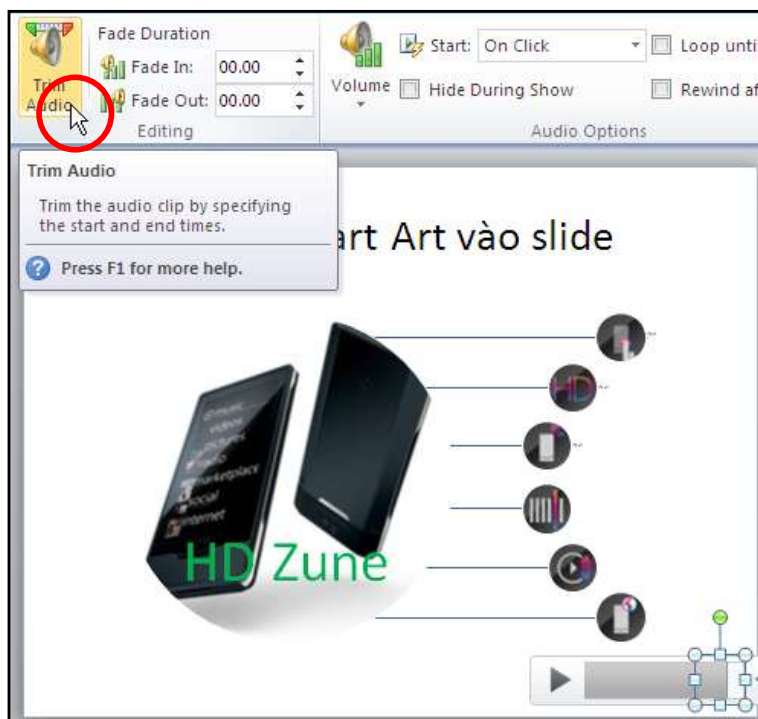 Fade Duration
Fade In: 00.00
Fade Out: 00.00
Trim
Audio
Editing
Volume
Start: On Click
Loop unti
Hide During Show
Rewind af
Audio Options
Trim Audio
Trim the audio clip by specifying
the start and end times.
Press F1 for more help.
art Art vào slide
music
videos
pictures
radio
marketplace
social
internet
HD
HD Zune